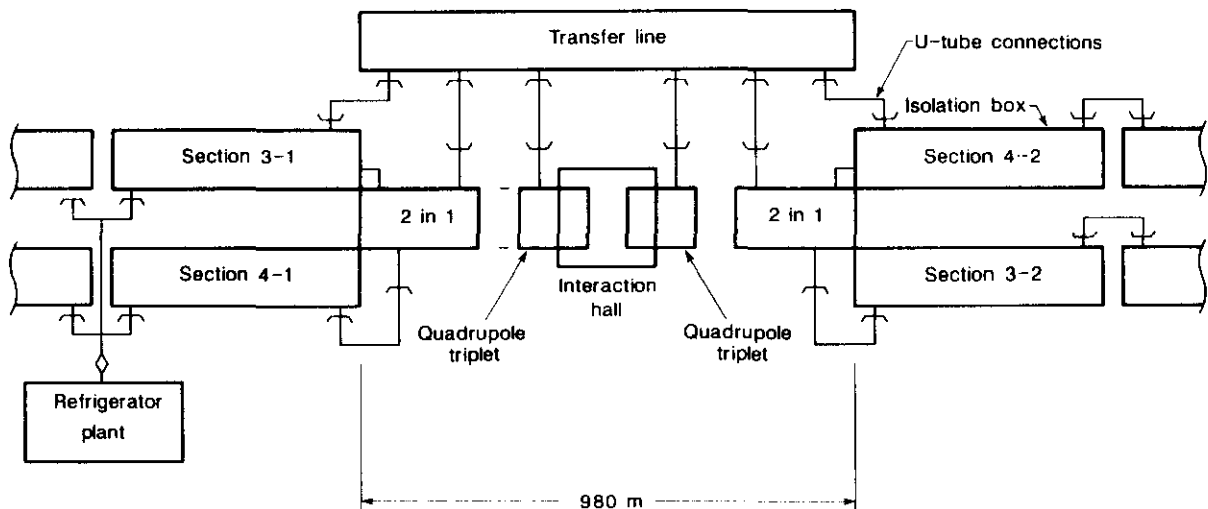 Transfer line
U-tube connections
Isolation box
Section 3-1
Section 4-2
2 in 1
2 in 1
Section 4-1
Interaction
hall
Section 3-2
Quadrupole
triplet
Quadrupole
triplet
Refrigerator
plant
980 m